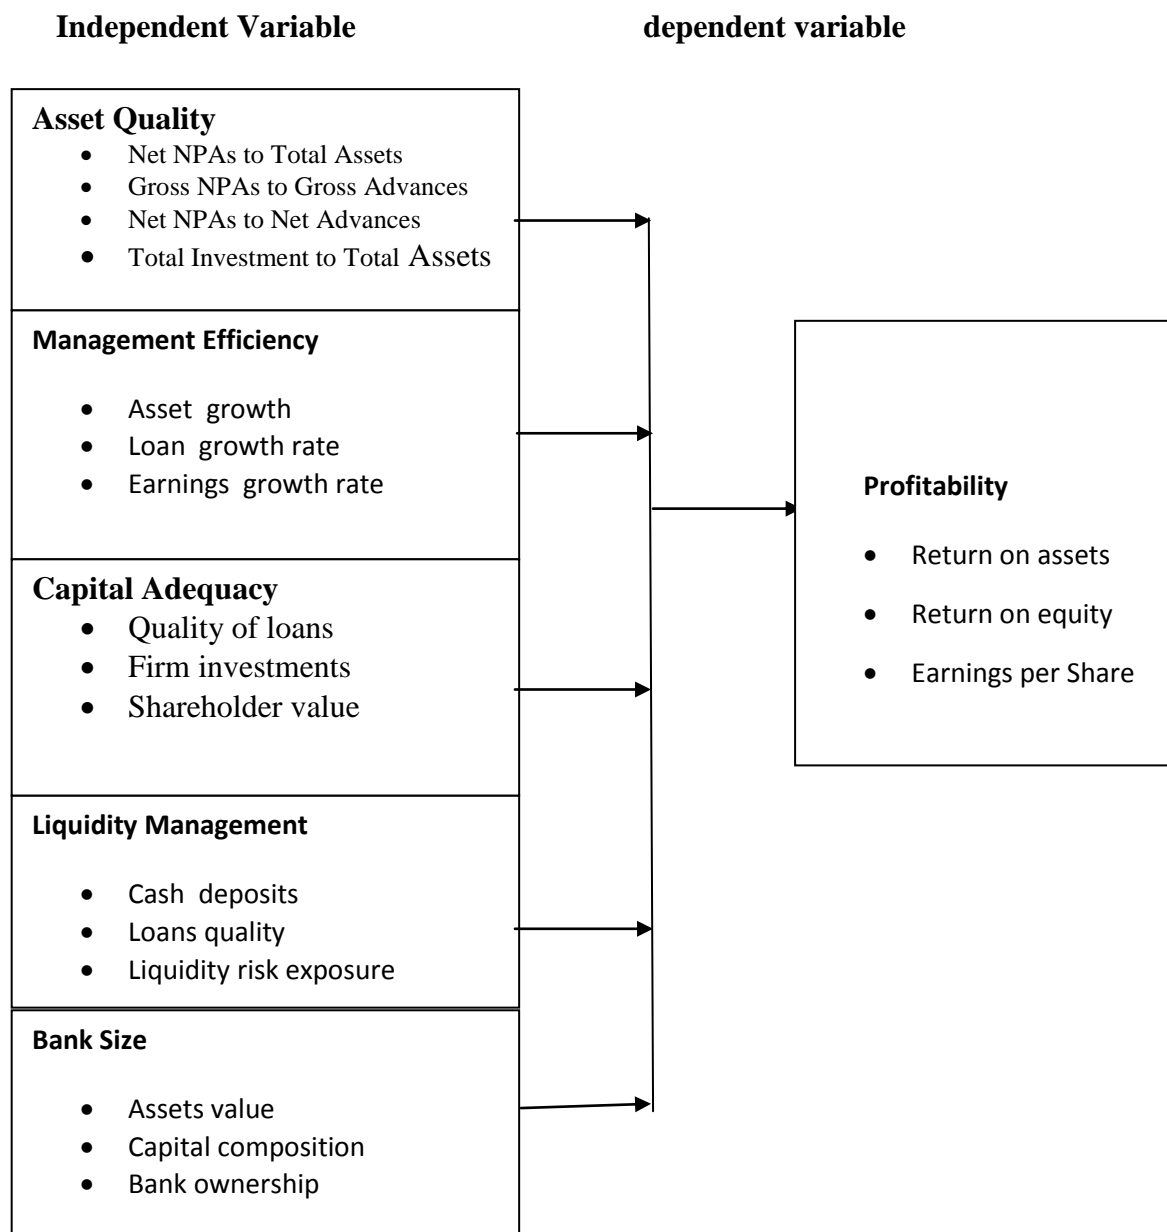 Independent Variable
dependent variable
Asset Quality
• Net NPAs to Total Assets
• Gross NPAs to Gross Advances
• Net NPAs to Net Advances
• Total Investment to Total Assets
Management Efficiency
• Asset growth
• Loan growth rate
• Earnings growth rate
Capital Adequacy
• Quality of loans
• Firm investments
• Shareholder value
Liquidity Management
• Cash deposits
• Loans quality
• Liquidity risk exposure
Bank Size
• Assets value
• Capital composition
• Bank ownership
Profitability
• Return on assets
• Return on equity
• Earnings per Share